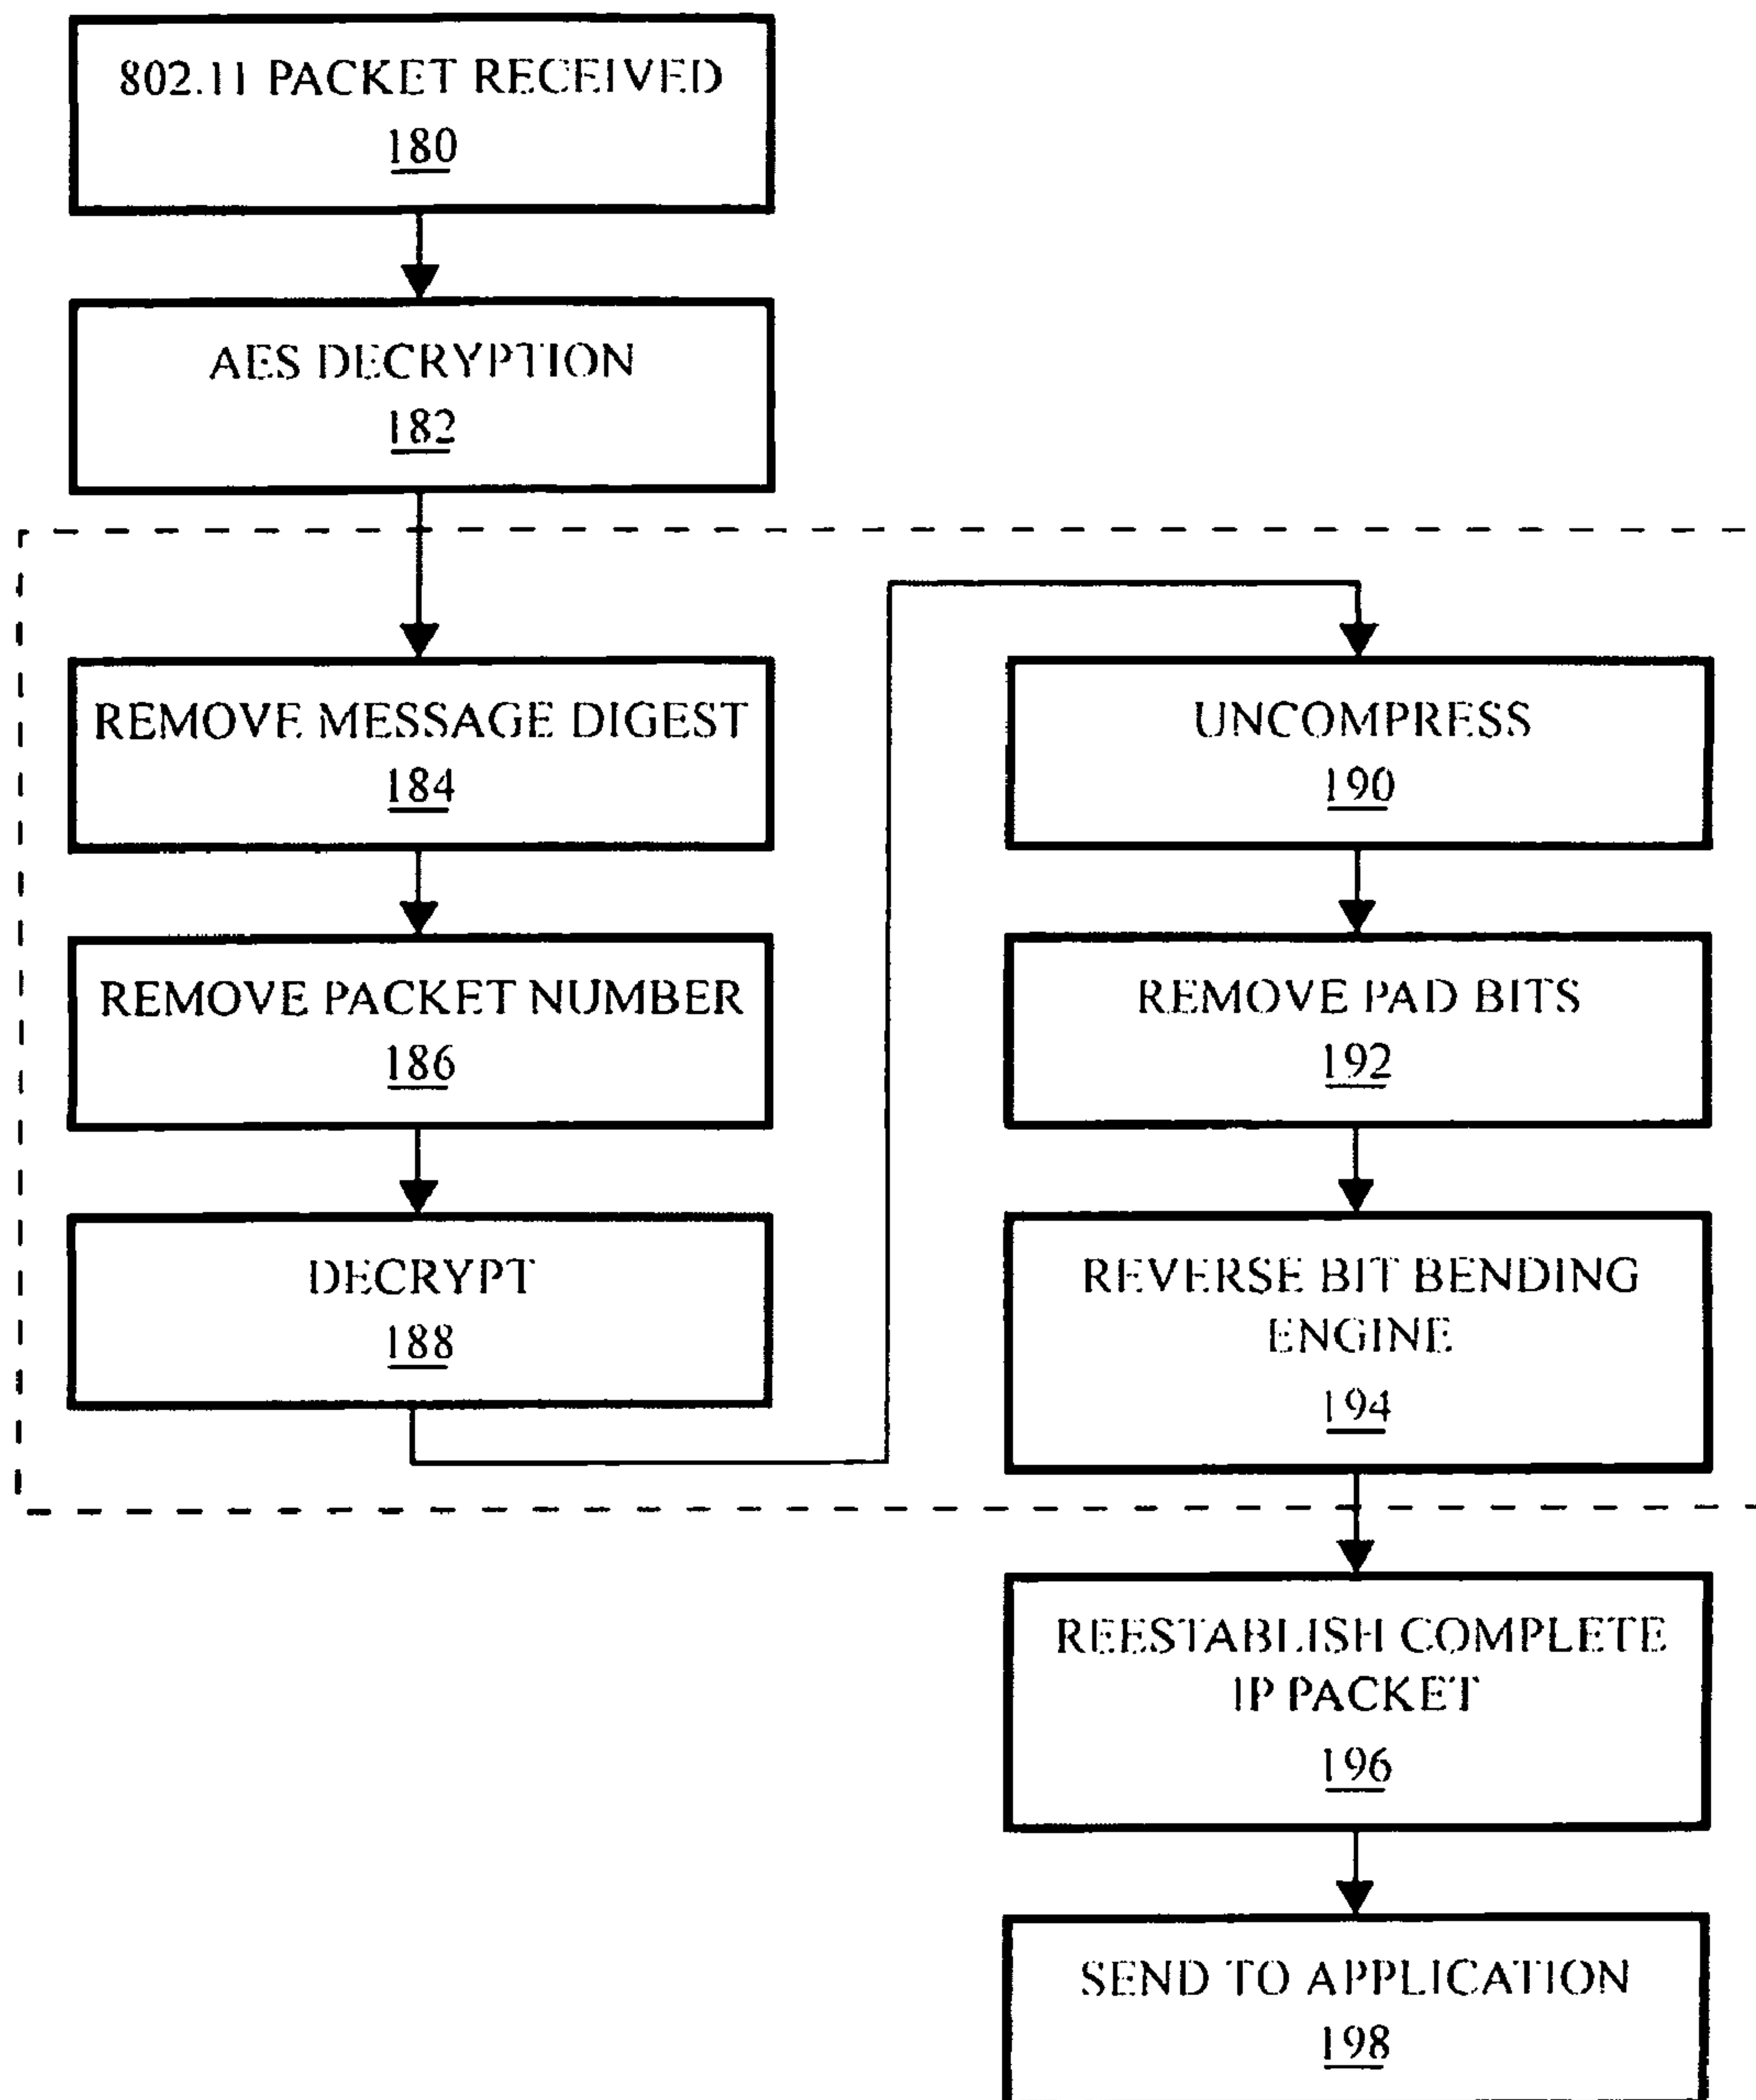 802.11 PACKET RECEIVED
180
AES DECRYPTION
182
REMOVE MESSAGE DIGEST
184
REMOVE PACKET NUMBER
186
DECRYPT
188
UNCOMPRESS
190
REMOVE PAD BITS
192
REVERSE BIT BENDING
ENGINE
194
REESTABLISH COMPLETE
IP PACKET
196
SEND TO APPLICATION
198